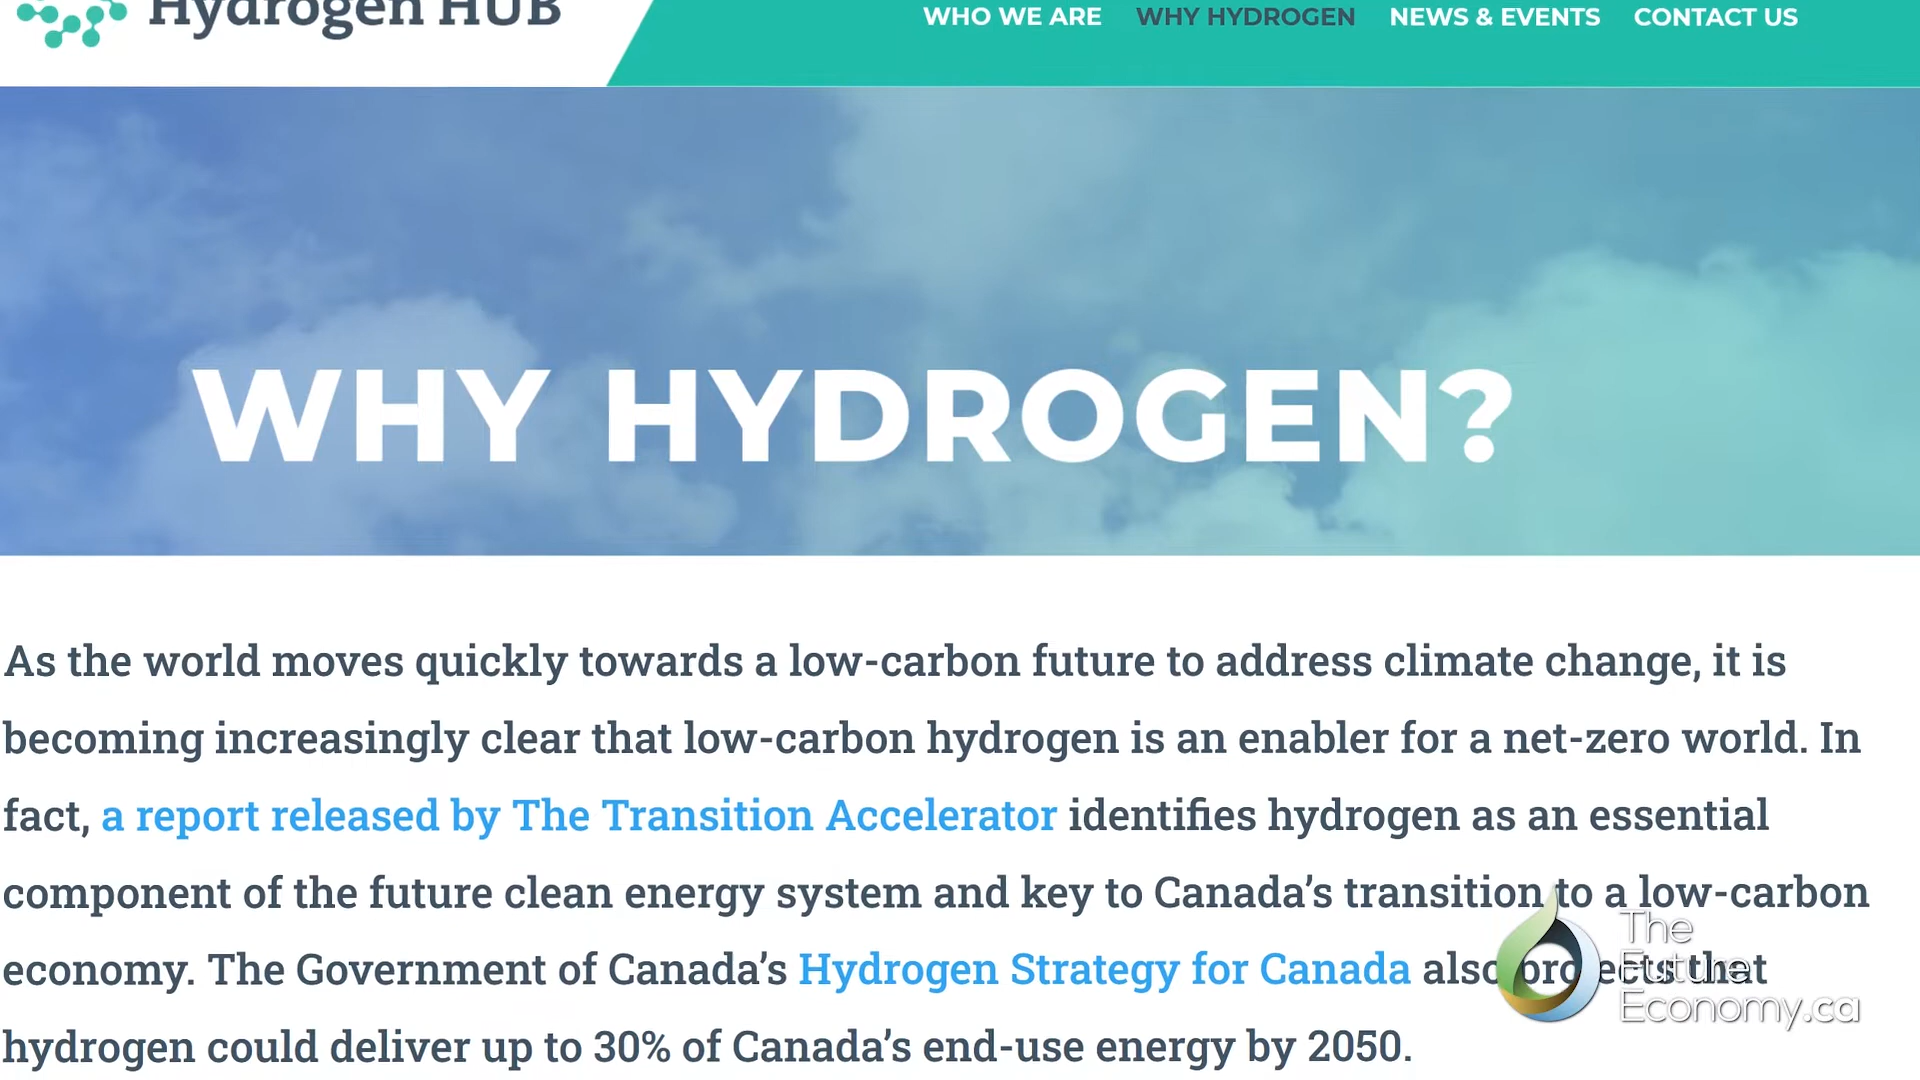 Hydrogen HUB
WHO WE ARE WHY HYDROGEN NEWS & EVENTS CONTACT US
WHY HYDROGEN?
As the world moves quickly towards a low-carbon future to address climate change, it is
becoming increasingly clear that low-carbon hydrogen is an enabler for a net-zero world. In
fact, a report released by The Transition Accelerator identifies hydrogen as an essential
component of the future clean energy system and key to Canada’s transition to a low-carbon
economy. The Government of Canada’s Hydrogen Strategy for Canada also projects that
hydrogen could deliver up to 30% of Canada’s end-use energy by 2050.
The
Future
Economy.ca